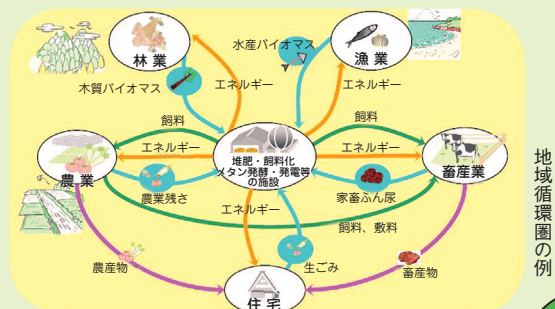 林業
漁業
水産バイオマス
木質バイオマス
エネルギー
エネルギー
飼料
飼料
エネルギー
エネルギー
堆肥・飼料化
メタン発酵・発電等
の施設
農業
畜産業
農業残さ
家畜ふん尿
エネルギー
飼料、敷料
農産物
生ごみ
畜産物
住宅
地域循環圏の例